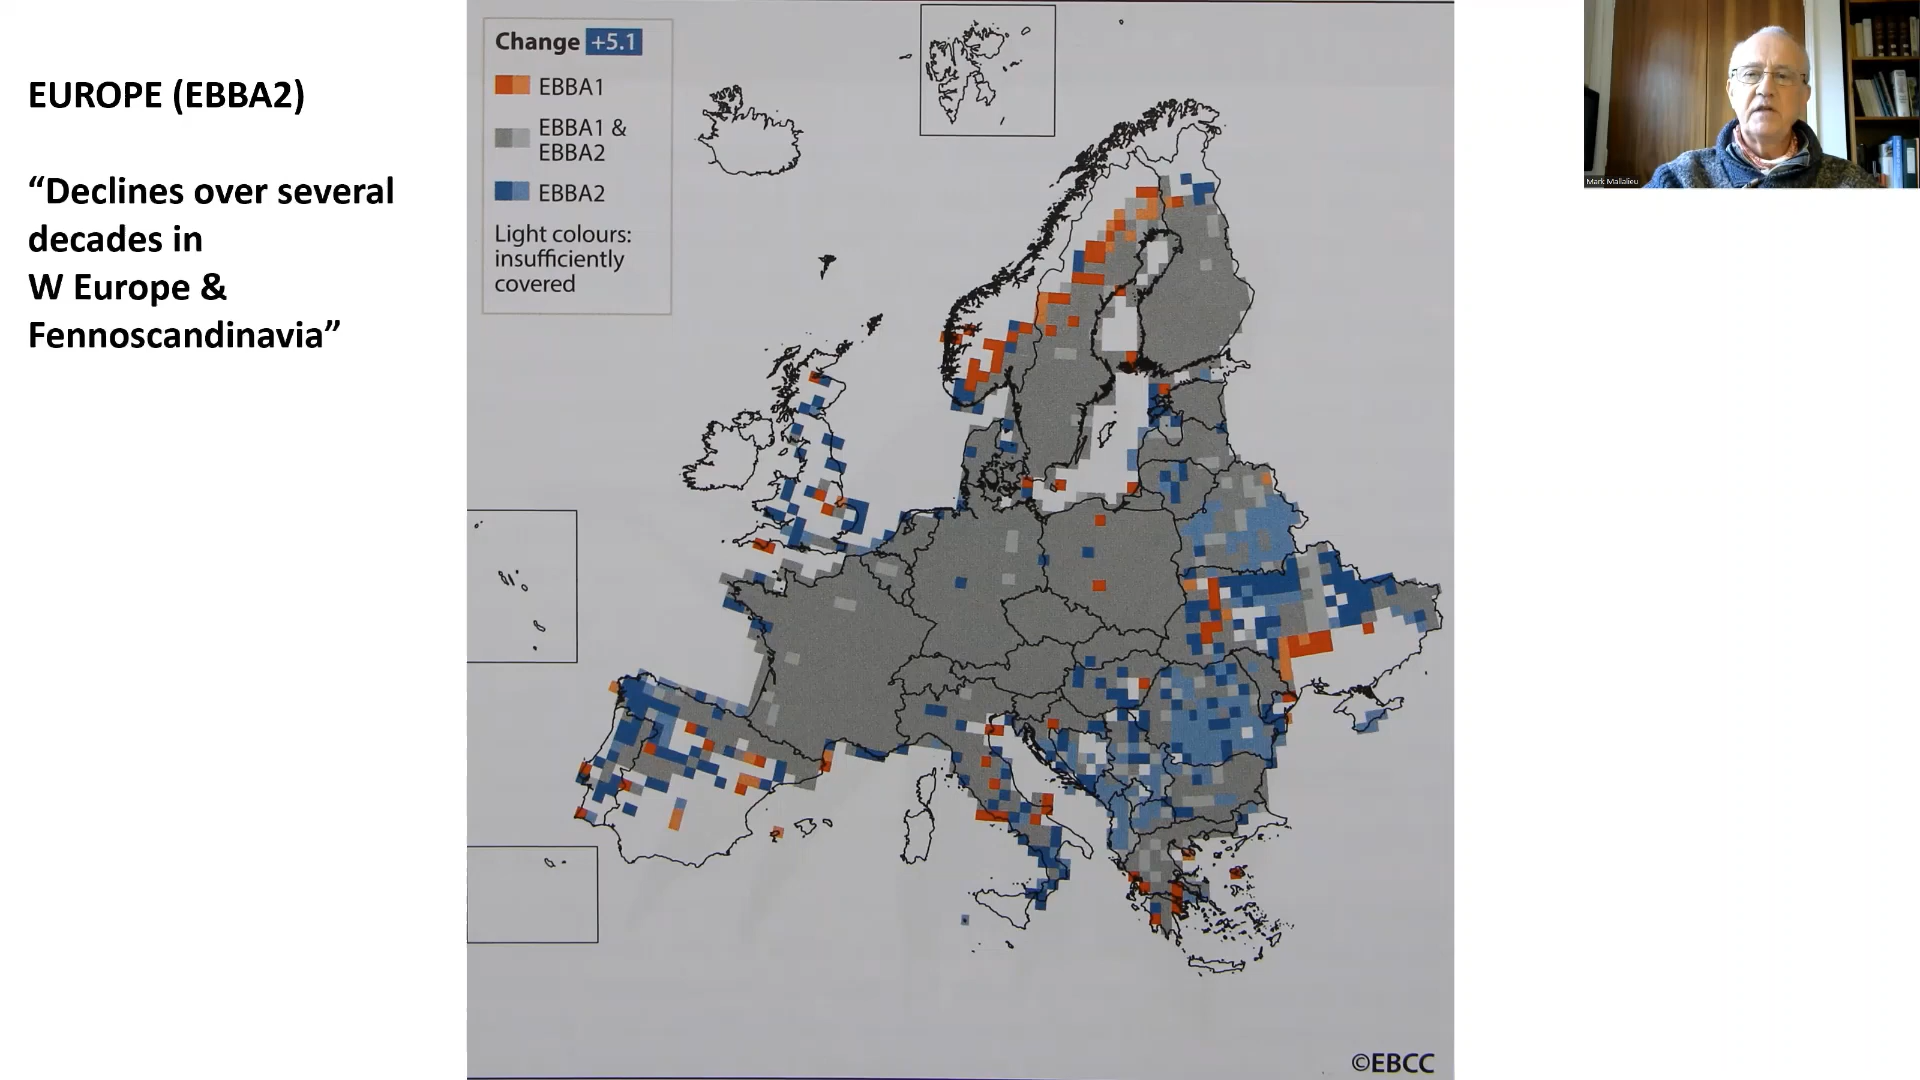 EUROPE (EBBA2)
“Declines over several
decades in
W Europe &
Fennoscandinavia”
Change +5.1
EBBA1
EBBA1 &
EBBA2
EBBA2
Light colours:
insufficiently
covered
©EBCC
Mark Mallalieu